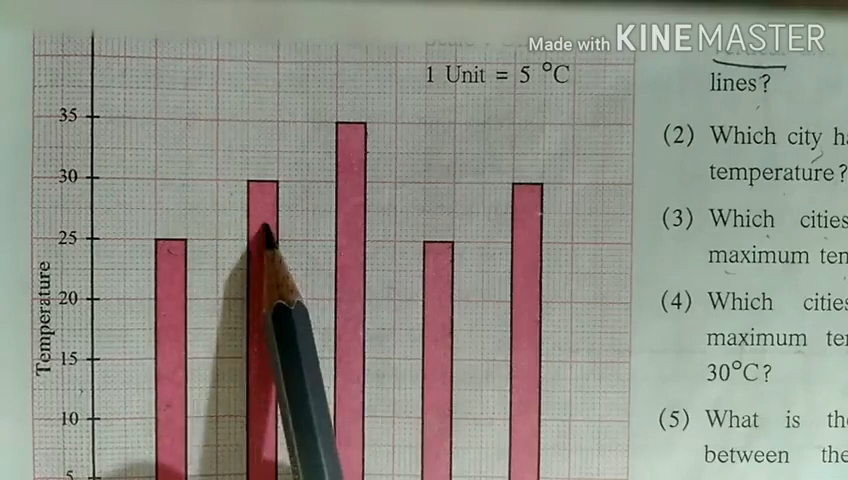 Made with KINEMASTER
1 Unit = 5 °C
35
30
25
20
15
10
5
Temperature
lines?
(2) Which city
temperature?
(3) Which cities
maximum
(4) Which cities
maximum
30°C?
(5) What is
between the